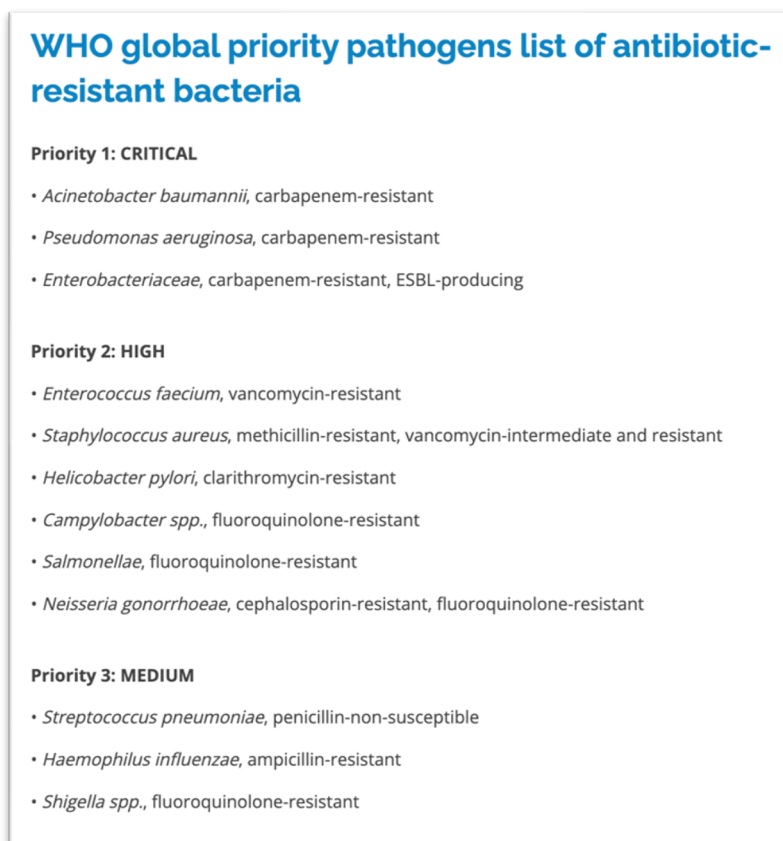 WHO global priority pathogens list of antibiotic-
resistant bacteria
Priority 1: CRITICAL
• Acinetobacter baumannii, carbapenem-resistant
• Pseudomonas aeruginosa, carbapenem-resistant
• Enterobacteriaceae, carbapenem-resistant, ESBL-producing
Priority 2: HIGH
• Enterococcus faecium, vancomycin-resistant
• Staphylococcus aureus, methicillin-resistant, vancomycin-intermediate and resistant
• Helicobacter pylori, clarithromycin-resistant
• Campylobacter spp., fluoroquinolone-resistant
• Salmonellae, fluoroquinolone-resistant
• Neisseria gonorrhoeae, cephalosporin-resistant, fluoroquinolone-resistant
Priority 3: MEDIUM
• Streptococcus pneumoniae, penicillin-non-susceptible
• Haemophilus influenzae, ampicillin-resistant
• Shigella spp., fluoroquinolone-resistant